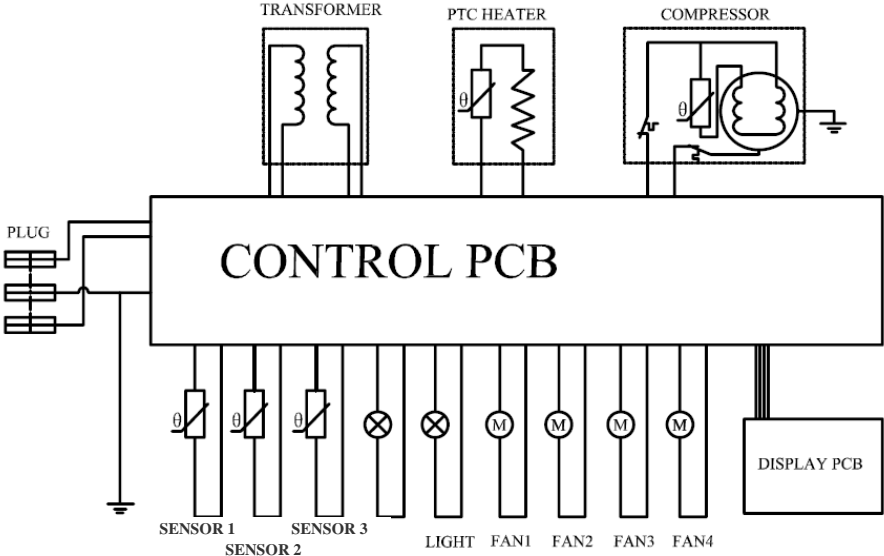 TRANSFORMER
PTC HEATER
COMPRESSOR
θ
θ
PLUG
CONTROL PCB
θ
θ
θ
M
M
M
M
DISPLAY PCB
SENSOR 1
SENSOR 2
SENSOR 3
LIGHT
FAN1
FAN2
FAN3
FAN4